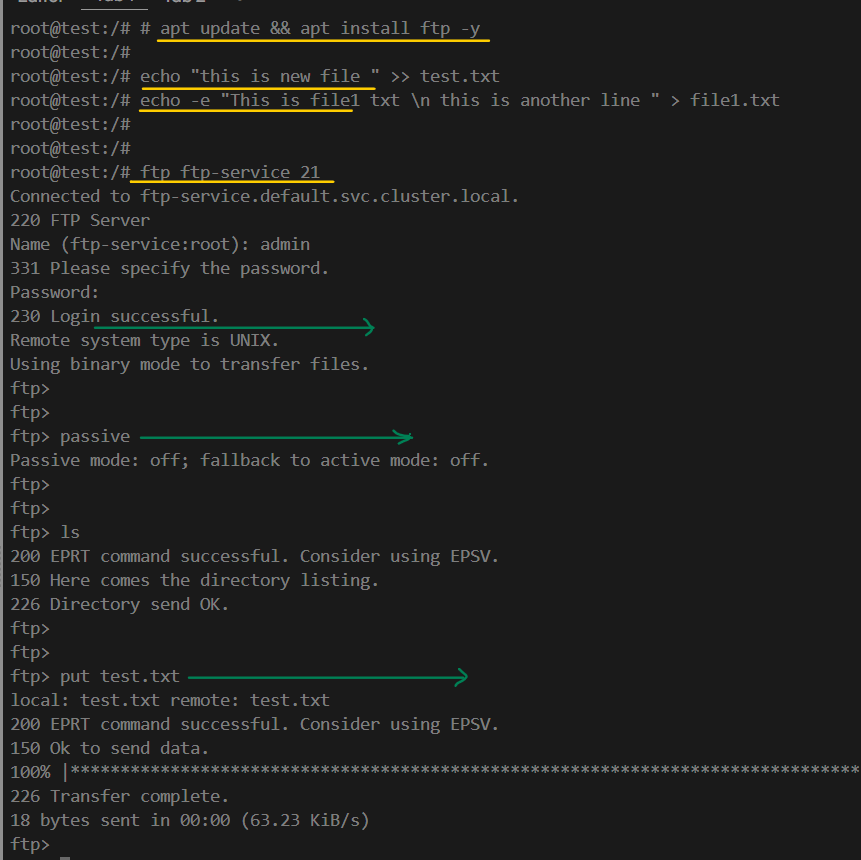 root@test:/# # apt update && apt install ftp -y
root@test:/#
root@test:/# echo "this is new file " >> test.txt
root@test:/# echo -e "This is file1 txt \n this is another line " > file1.txt
root@test:/#
root@test:/#
root@test:/# ftp ftp-service 21
Connected to ftp-service.default.svc.cluster.local.
220 FTP Server
Name (ftp-service:root): admin
331 Please specify the password.
Password:
230 Login successful.
Remote system type is UNIX.
Using binary mode to transfer files.
ftp>
ftp>
ftp> passive
Passive mode: off; fallback to active mode: off.
ftp>
ftp>
ftp> ls
200 EPRT command successful. Consider using EPSV.
150 Here comes the directory listing.
226 Directory send OK.
ftp>
ftp>
ftp> put test.txt
local: test.txt remote: test.txt
200 EPRT command successful. Consider using EPSV.
150 Ok to send data.
100% |*******************************************************************************
226 Transfer complete.
18 bytes sent in 00:00 (63.23 KiB/s)
ftp>